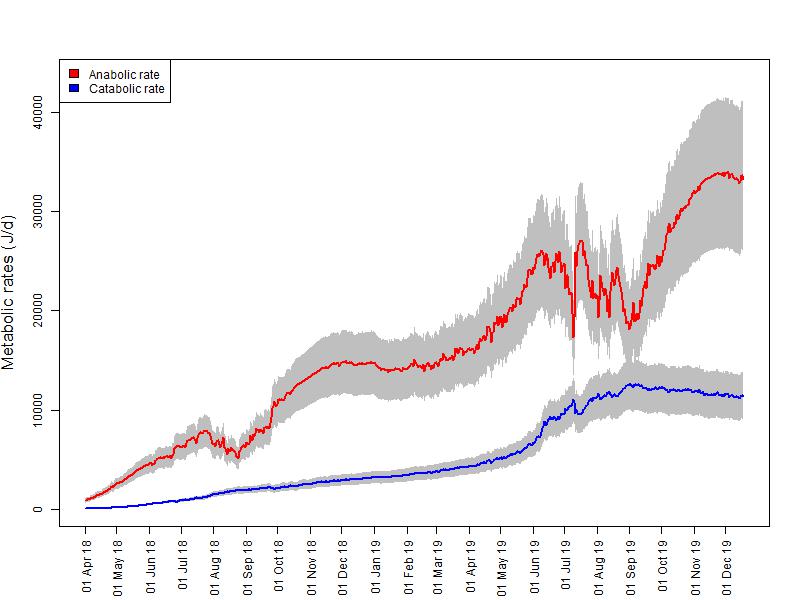 Anabolic rate
Catabolic rate
Metabolic rates (J/d)
40000
30000
20000
10000
0
01 Apr 18
01 May 18
01 Jun 18
01 Jul 18
01 Aug 18
01 Sep 18
01 Oct 18
01 Nov 18
01 Dec 18
01 Jan 19
01 Feb 19
01 Mar 19
01 Apr 19
01 May 19
01 Jun 19
01 Jul 19
01 Aug 19
01 Sep 19
01 Oct 19
01 Nov 19
01 Dec 19